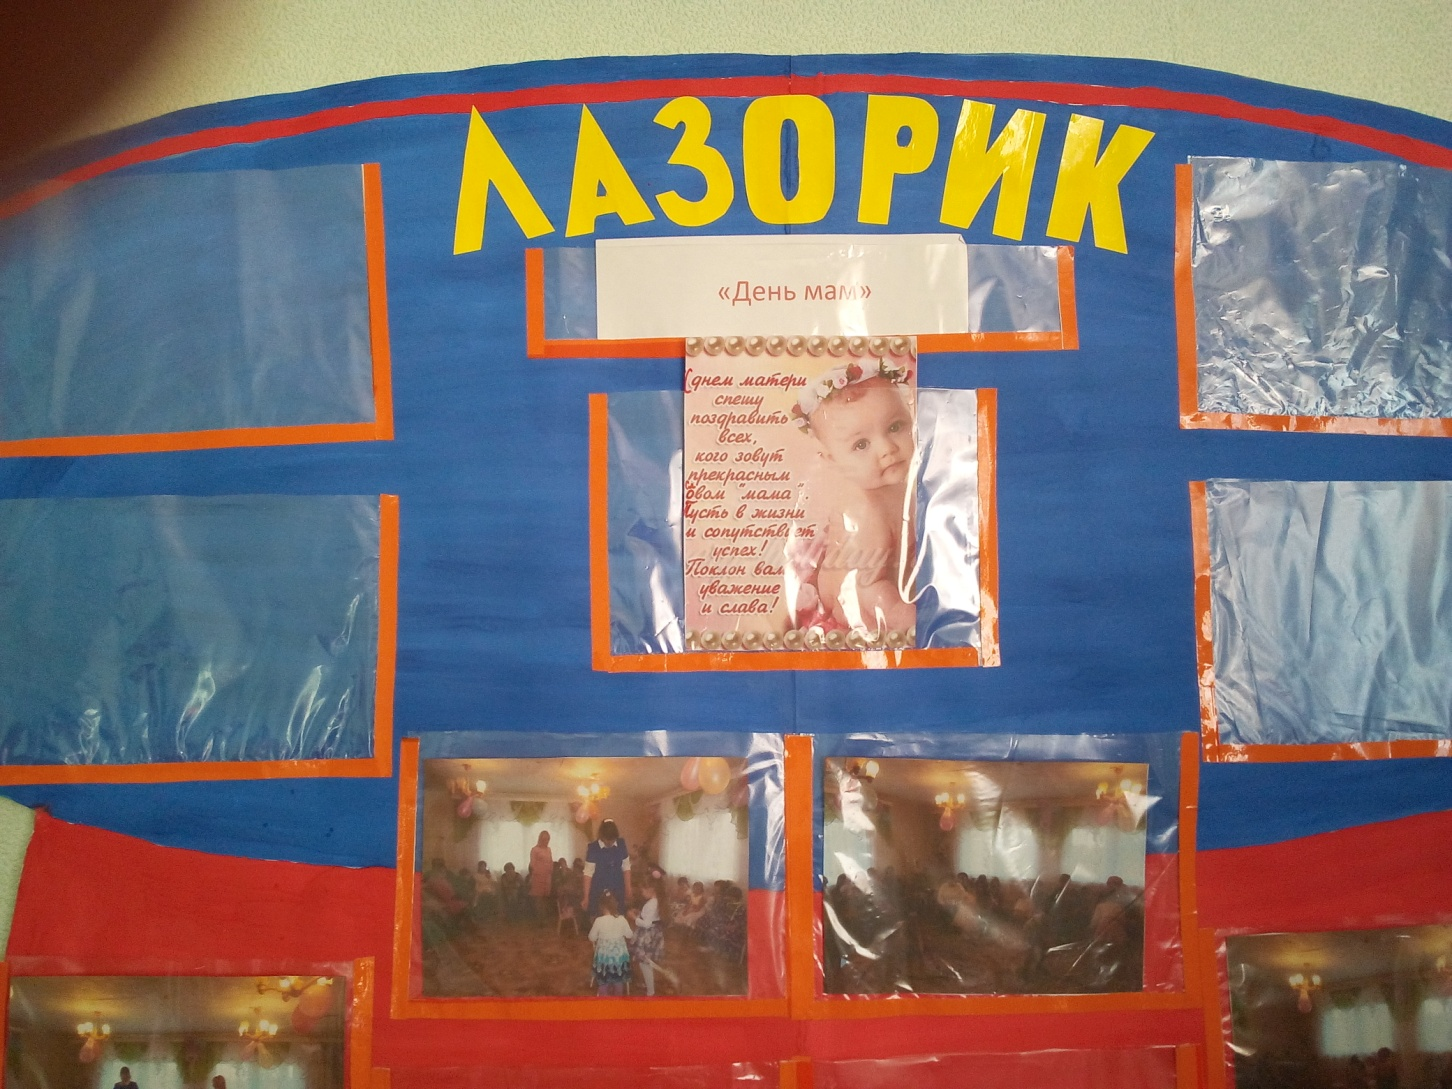 ЛАЗОРИК
«День мам»
С днем матери
спешу
поздравить
всех,
кого зовут
прекрасным
овом "мама".
Пусть в жизни
и сопутствует
успех!
Поклон вам,
уважение
и слава!